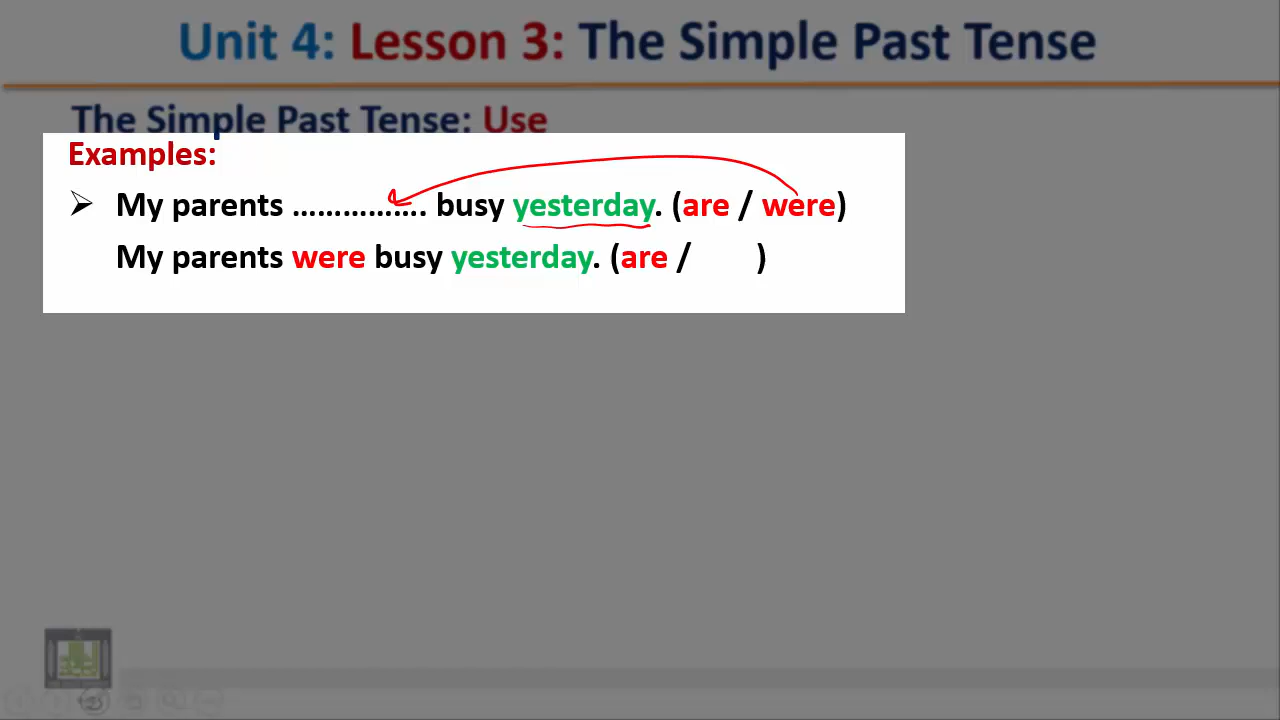 Unit 4: Lesson 3: The Simple Past Tense
The Simple Past Tense: Use
Examples:
➢ My parents ……………. busy yesterday. (are / were)
My parents were busy yesterday. (are / )